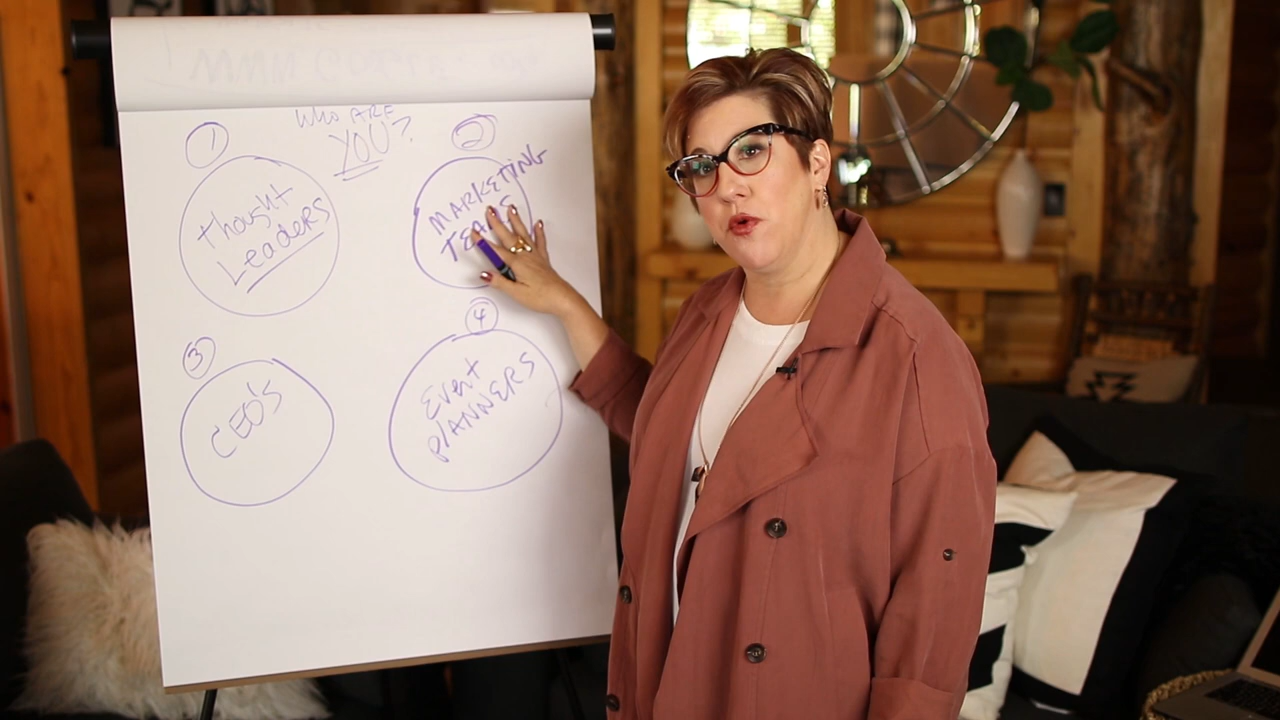 WHO ARE
YOU?
1
thought
Leaders
2
MARKETING
TEAMS
3
CEO's
4
Event
plANNERS